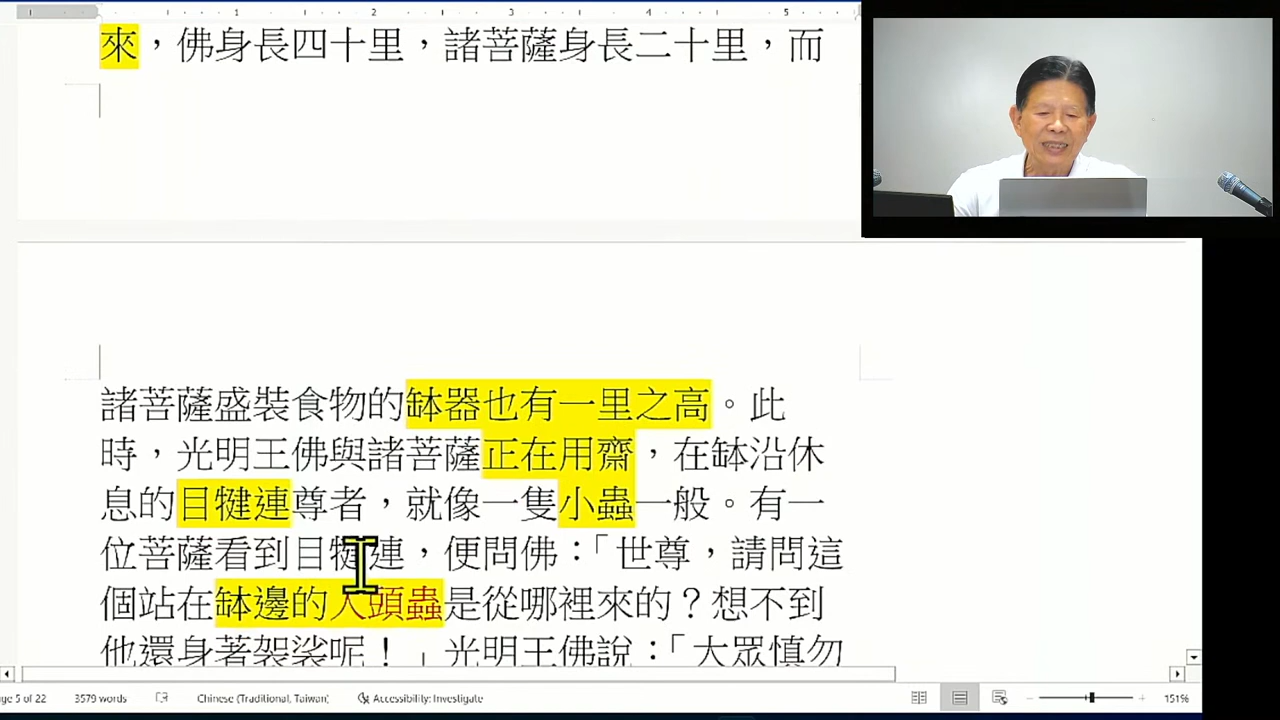 1 2 3 4 5
來，佛身長四十里，諸菩薩身長二十里，而
諸菩薩盛裝食物的缽器也有一里之高。此
時，光明王佛與諸菩薩正在用齋，在缽沿休
息的目犍連尊者，就像一隻小蟲一般。有一
位菩薩看到目犍連，便問佛：「世尊，請問這
個站在缽邊的人頭蟲是從哪裡來的？想不到
他還身著袈裟呢！」光明王佛說：「大眾慎勿
ge 5 of 22 3579 words Chinese (Traditional, Taiwan) Accessibility: Investigate 151%